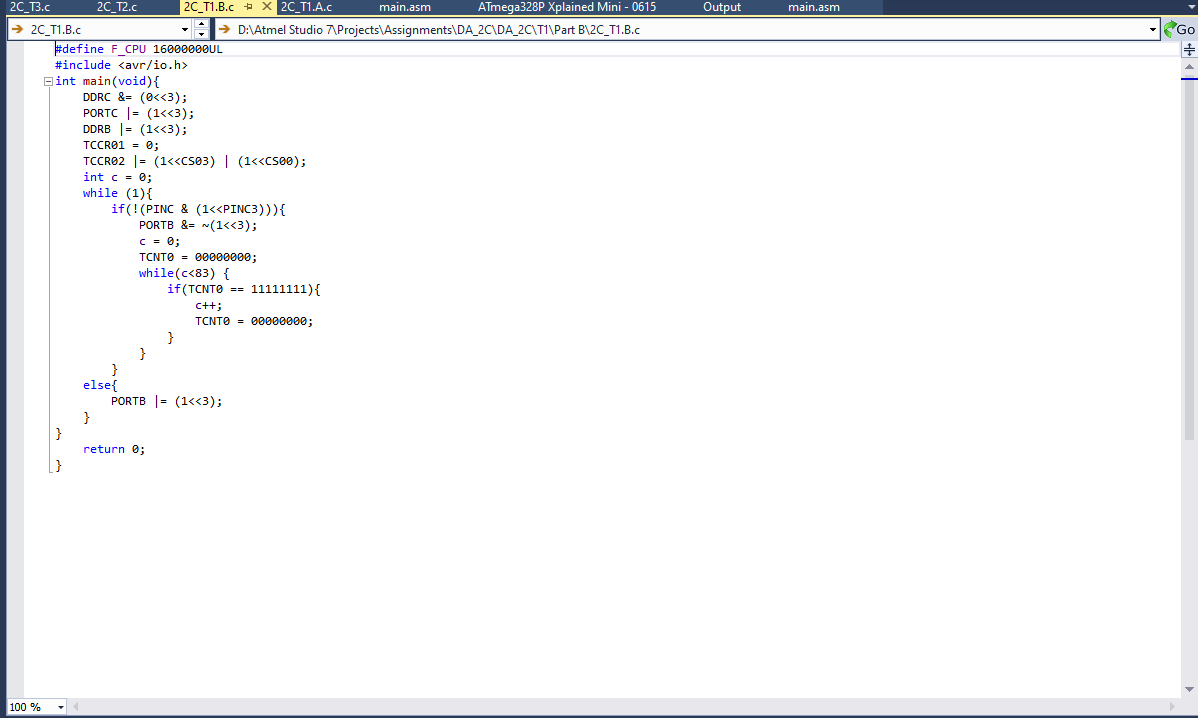 2C_T3.c 2C_T2.c 2C_T1.B.c 2C_T1.A.c main.asm ATmega328P Xplained Mini - 0615 Output main.asm
2C_T1.B.c D:\Atmel Studio 7\Projects\Assignments\DA_2C\DA_2C\T1\Part B\2C_T1.B.c Go
#define F_CPU 16000000UL
#include <avr/io.h>
int main(void){
    DDRC &= (0<<3);
    PORTC |= (1<<3);
    DDRB |= (1<<3);
    TCCR01 = 0;
    TCCR02 |= (1<<CS03) | (1<<CS00);
    int c = 0;
    while (1){
        if(!(PINC & (1<<PINC3))){
            PORTB &= ~(1<<3);
            c = 0;
            TCNT0 = 00000000;
            while(c<83) {
                if(TCNT0 == 11111111){
                    c++;
                    TCNT0 = 00000000;
                }
            }
        }
    else{
        PORTB |= (1<<3);
    }
}
    return 0;
}
100 %